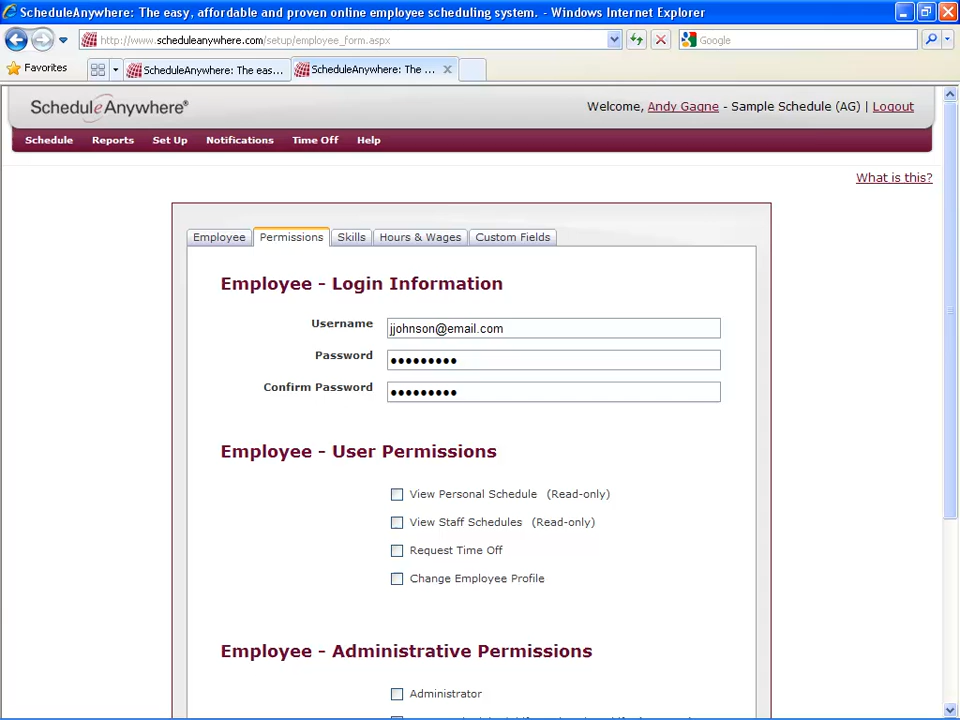 ScheduleAnywhere: The easy, affordable and proven online employee scheduling system. - Windows Internet Explorer
http://www.scheduleanywhere.com/setup/employee_form.aspx
Google
Favorites
ScheduleAnywhere: The eas...
ScheduleAnywhere: The ...
ScheduleAnywhere®
Welcome, Andy Gagne - Sample Schedule (AG) | Logout
Schedule Reports Set Up Notifications Time Off Help
What is this?
Employee Permissions Skills Hours & Wages Custom Fields
Employee - Login Information
Username jjohnson@email.com
Password •••••••••
Confirm Password •••••••••
Employee - User Permissions
View Personal Schedule (Read-only)
View Staff Schedules (Read-only)
Request Time Off
Change Employee Profile
Employee - Administrative Permissions
Administrator